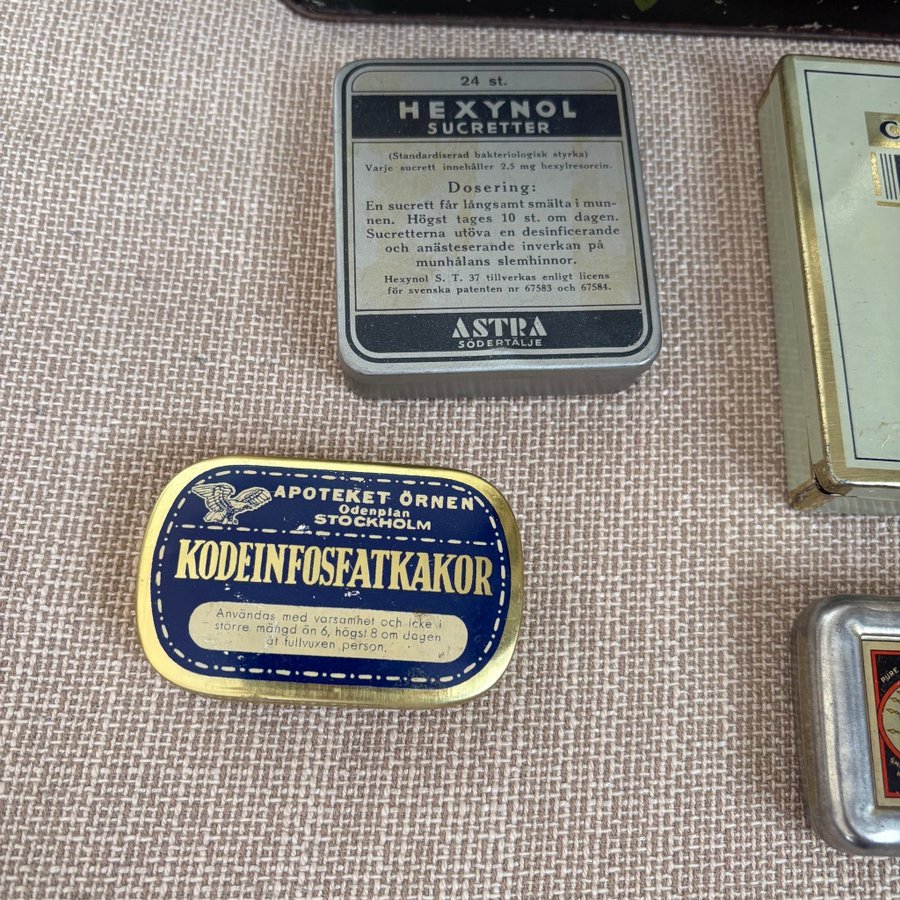 24 st.
HEXYNOL
SUCRETTER
(Standardiserad bakteriologisk styrka)
Varje sucrett innehåller 2,5 mg hexylresorcin.
Dosering:
En sucrett får långsamt smälta i mun-
nen. Högst tages 10 st. om dagen.
Sucretterna utöva en desinficerande
och anästeserande inverkan på
munhålans slemhinnor.
Hexynol S. T. 37 tillverkas enligt licens
för svenska patenten nr 67583 och 67584.
ASTRA
SÖDERTÄLJE
APOTEKET ÖRNEN
Odenplan
STOCKHOLM
KODEINFOSFATKAKOR
Användas med varsamhet och icke i
större mängd än 6, högst 8 om dagen
åt fullvuxen person.
PURE